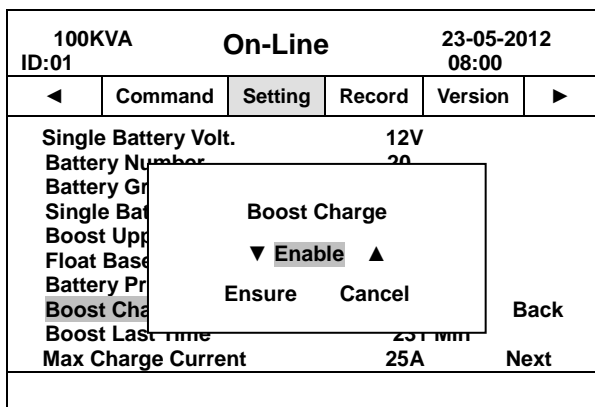 100KVA On-Line 23-05-2012
ID:01 08:00
◄ Command Setting Record Version ►
Single Battery Volt. 12V
Battery Number 20
Battery Gr
Single Bat
Boost Upp
Float Base
Battery Pr
Boost Cha Back
Boost Last Time 231 Min
Max Charge Current 25A Next
Boost Charge
▼ Enable ▲
Ensure Cancel